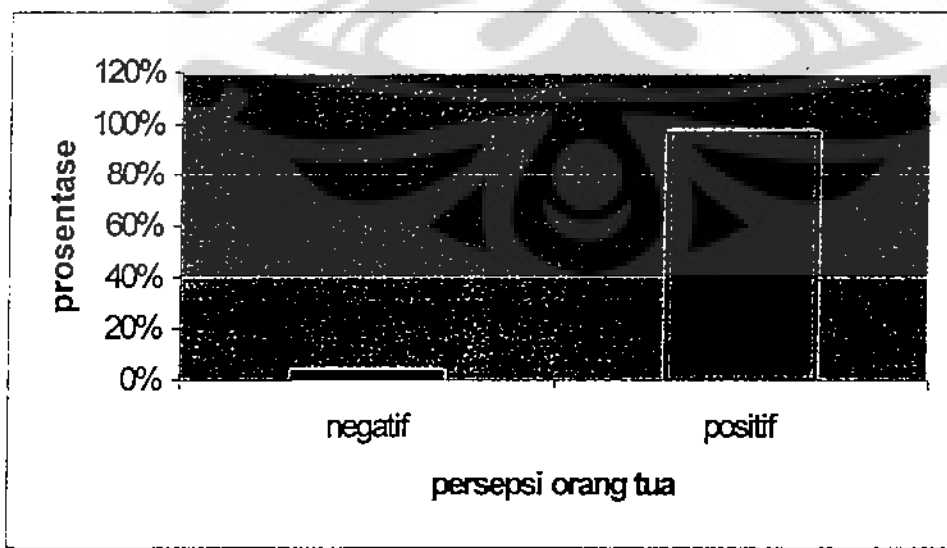 120%
100%
80%
60%
40%
20%
0%
prosentase
negatif positif
persepsi orang tua